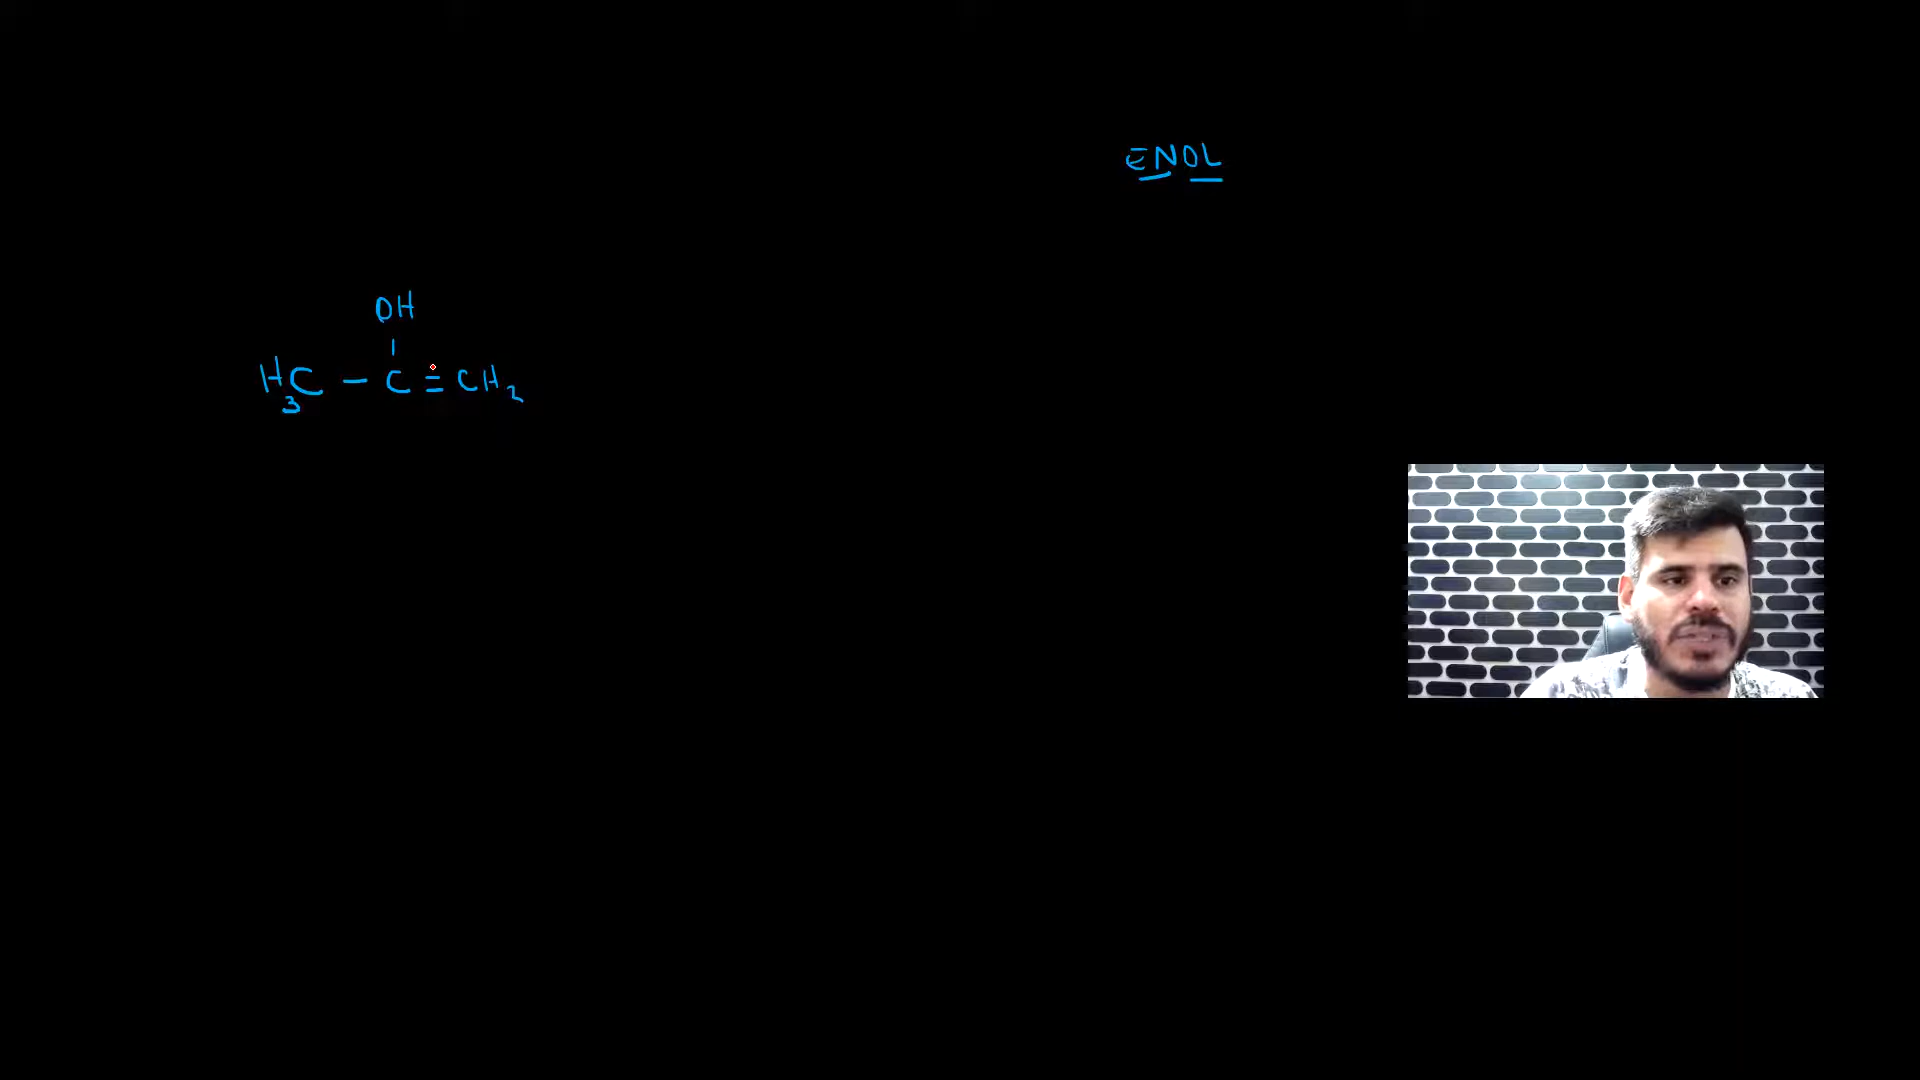 ENOL
OH
|
H₃C – C = CH₂